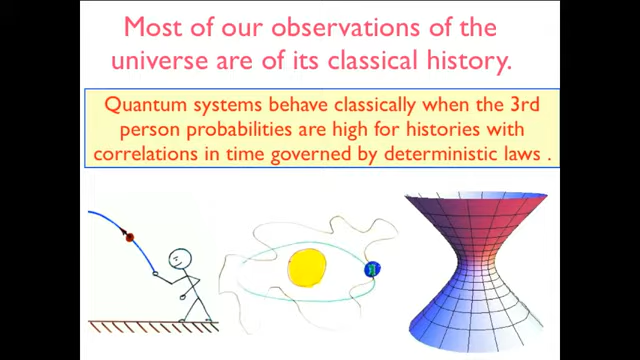 Most of our observations of the
universe are of its classical history.
Quantum systems behave classically when the 3rd
person probabilities are high for histories with
correlations in time governed by deterministic laws .